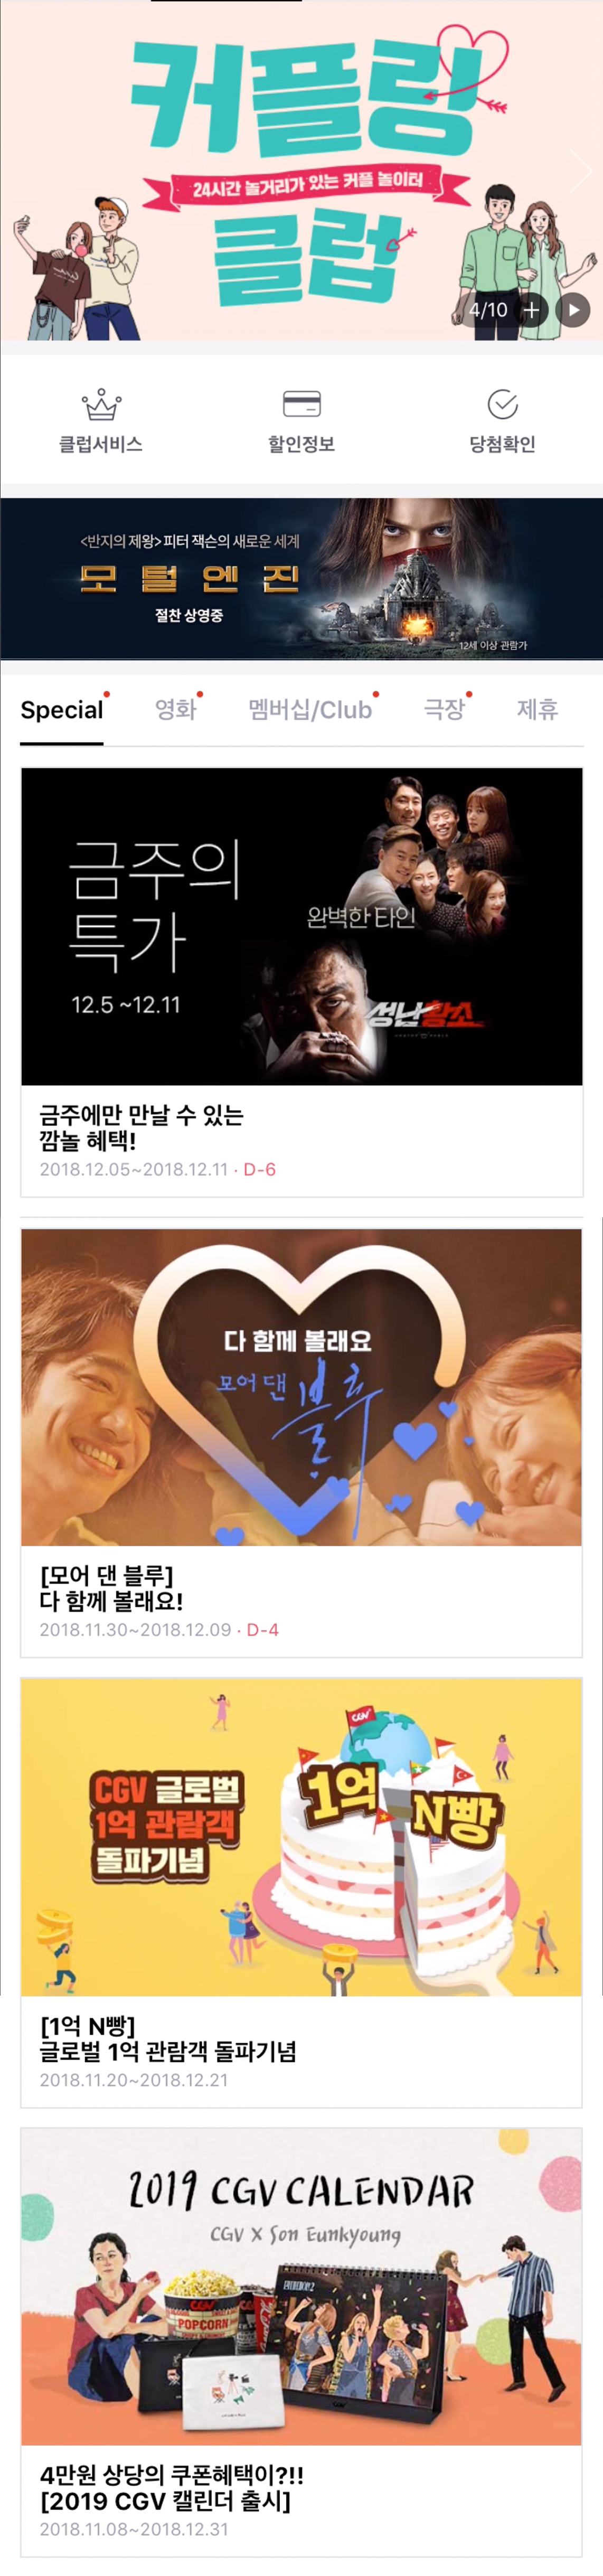 커플링
24시간 놀거리가 있는 커플 놀이터
클럽
4/10
클럽서비스
할인정보
당첨확인
<반지의 제왕> 피터 잭슨의 새로운 세계
모털엔진
절찬 상영중
12세 이상 관람가
Special
영화
멤버십/Club
극장
제휴
금주의
특가
12.5 ~12.11
완벽한 타인
성난황소
금주에만 만날 수 있는
깜놀 혜택!
2018.12.05~2018.12.11 · D-6
다 함께 볼래요
모어 댄 블루
[모어 댄 블루]
다 함께 볼래요!
2018.11.30~2018.12.09 · D-4
CGV
CGV 글로벌
1억 관람객
돌파기념
1억
N빵
[1억 N빵]
글로벌 1억 관람객 돌파기념
2018.11.20~2018.12.21
2019 CGV CALENDAR
CGV X Son Eunkyoung
CGV
POPCORN
4만원 상당의 쿠폰혜택이?!!
[2019 CGV 캘린더 출시]
2018.11.08~2018.12.31